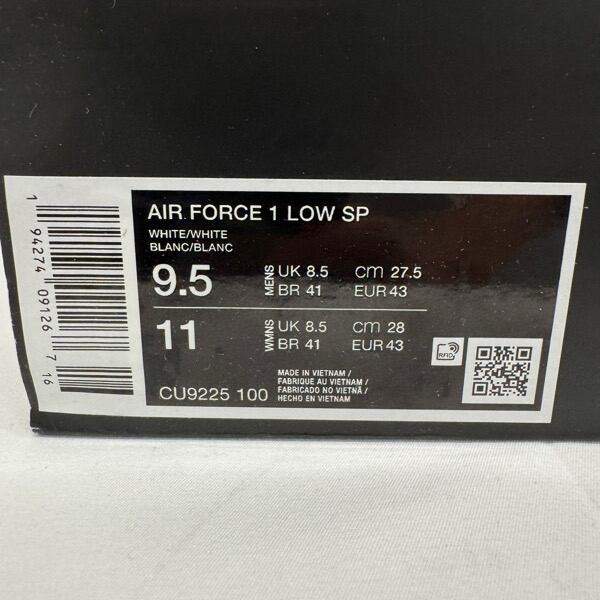 AIR FORCE 1 LOW SP
WHITE/WHITE
BLANC/BLANC
9.5 MENS UK 8.5 cm 27.5
BR 41 EUR 43
11 WMNS UK 8.5 cm 28
BR 41 EUR 43
RFID
MADE IN VIETNAM /
FABRIQUE AU VIETNAM /
FABRICADO NO VIETNÃ /
HECHO EN VIETNAM
CU9225 100
1 94274 09126 7 16